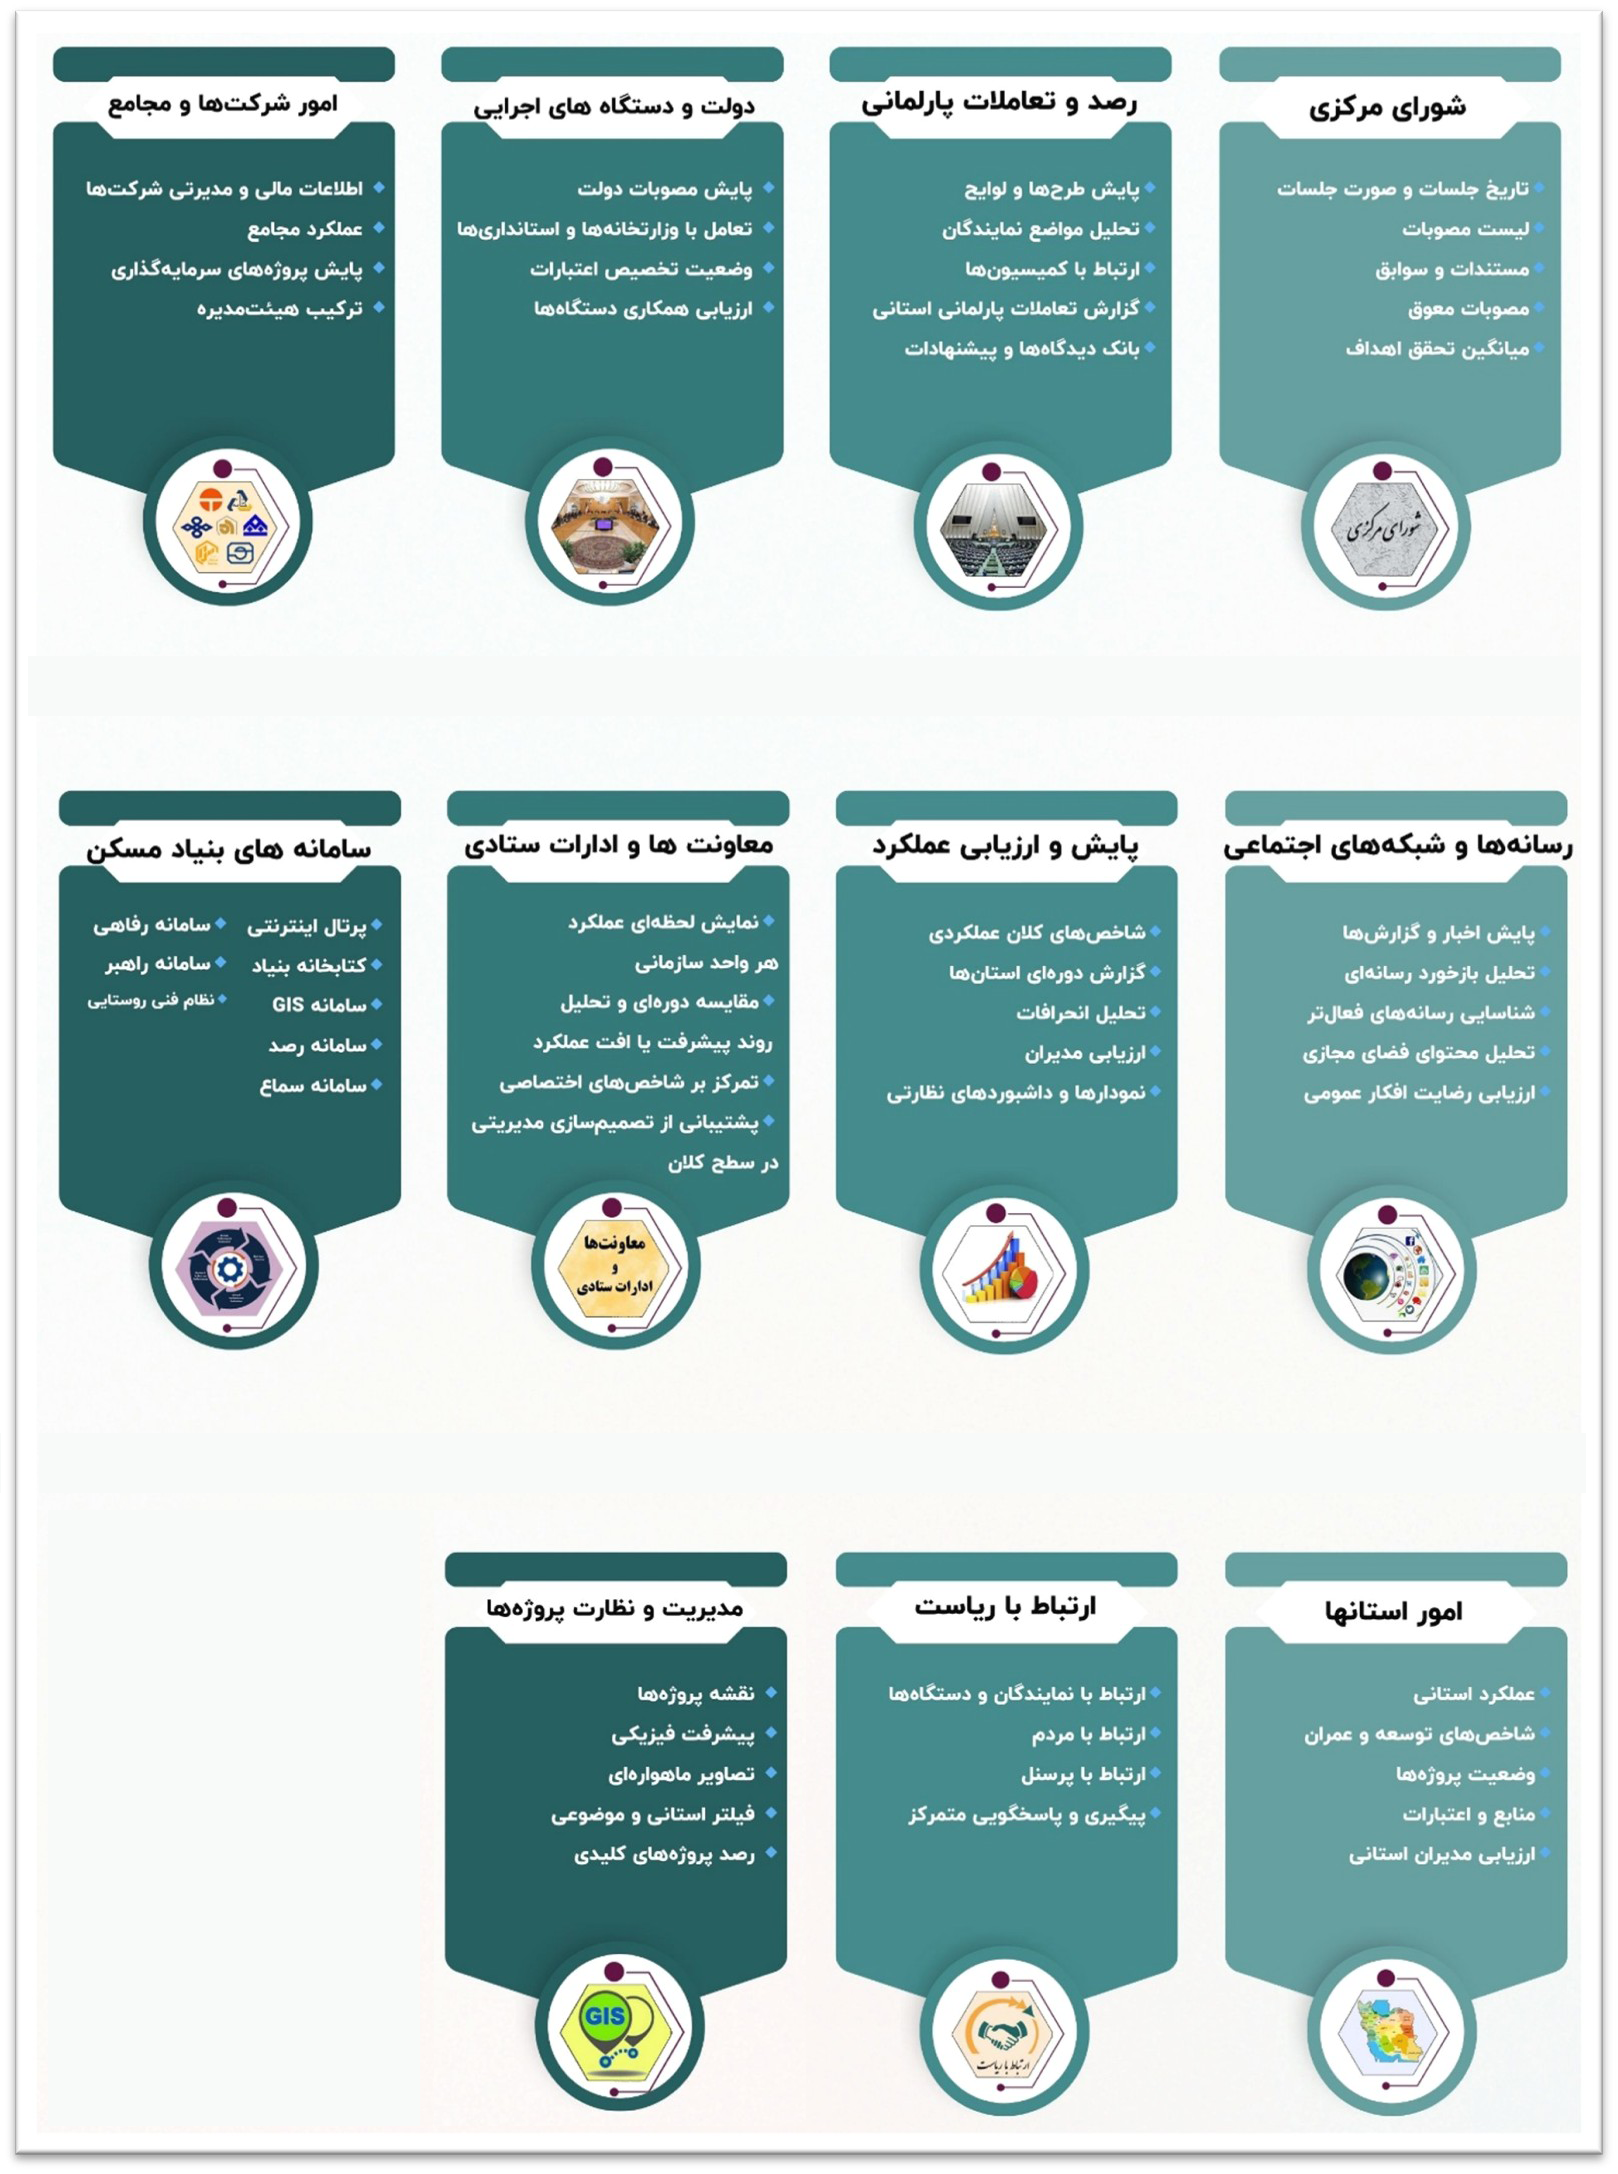 شورای مرکزی
تاریخ جلسات و صورت جلسات
لیست مصوبات
مستندات و سوابق
مصوبات معوق
میانگین تحقق اهداف
شورای مرکزی
رصد و تعاملات پارلمانی
پایش طرح‌ها و لوایح
تحلیل مواضع نمایندگان
ارتباط با کمیسیون‌ها
گزارش تعاملات پارلمانی استانی
بانک دیدگاه‌ها و پیشنهادات
دولت و دستگاه های اجرایی
پایش مصوبات دولت
تعامل با وزارتخانه‌ها و استانداری‌ها
وضعیت تخصیص اعتبارات
ارزیابی همکاری دستگاه‌ها
امور شرکت‌ها و مجامع
اطلاعات مالی و مدیرتی شرکت‌ها
عملکرد مجامع
پایش پروژه‌های سرمایه‌گذاری
ترکیب هیئت‌مدیره
رسانه‌ها و شبکه‌های اجتماعی
پایش اخبار و گزارش‌ها
تحلیل بازخورد رسانه‌ای
شناسایی رسانه‌های فعال‌تر
تحلیل محتوای فضای مجازی
ارزیابی رضایت افکار عمومی
پایش و ارزیابی عملکرد
شاخص‌های کلان عملکردی
گزارش دوره‌ای استان‌ها
تحلیل انحرافات
ارزیابی مدیران
نمودارها و داشبوردهای نظارتی
معاونت ها و ادارات ستادی
نمایش لحظه‌ای عملکرد
هر واحد سازمانی
مقایسه دوره‌ای و تحلیل
روند پیشرفت یا افت عملکرد
تمرکز بر شاخص‌های اختصاصی
پشتیبانی از تصمیم‌سازی مدیریتی
در سطح کلان
معاونت‌ها
و
ادارات ستادی
سامانه های بنیاد مسکن
پرتال اینترنتی
کتابخانه بنیاد
سامانه GIS
سامانه رصد
سامانه سماع
سامانه رفاهی
سامانه راهبر
نظام فنی روستایی
امور استانها
عملکرد استانی
شاخص‌های توسعه و عمران
وضعیت پروژه‌ها
منابع و اعتبارات
ارزیابی مدیران استانی
ارتباط با ریاست
ارتباط با نمایندگان و دستگاه‌ها
ارتباط با مردم
ارتباط با پرسنل
پیگیری و پاسخگویی متمرکز
ارتباط با ریاست
مدیریت و نظارت پروژه‌ها
نقشه پروژه‌ها
پیشرفت فیزیکی
تصاویر ماهواره‌ای
فیلتر استانی و موضوعی
رصد پروژه‌های کلیدی
GIS